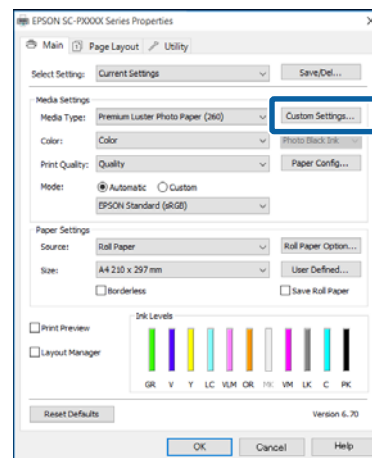 EPSON SC-PXXXX Series Properties
Main Page Layout Utility
Select Setting: Current Settings Save/Del...
Media Settings
Media Type: Premium Luster Photo Paper (260) Custom Settings...
Color: Color Photo Black Ink
Print Quality: Quality Paper Config...
Mode: Automatic Custom
EPSON Standard (sRGB)
Paper Settings
Source: Roll Paper Roll Paper Option...
Size: A4 210 x 297 mm User Defined...
Borderless Save Roll Paper
Ink Levels
Print Preview
Layout Manager
GR V Y LC VLM OR MK VM LK C PK
Reset Defaults Version 6.70
OK Cancel Help